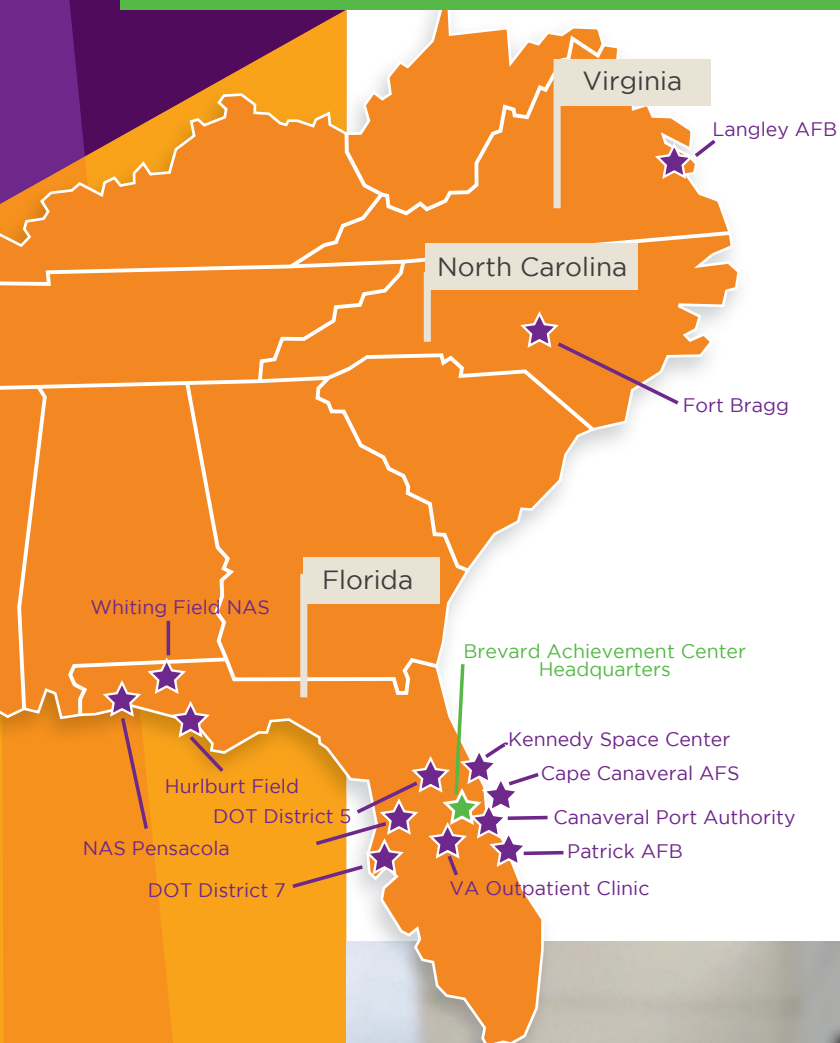 Virginia
Langley AFB
North Carolina
Fort Bragg
Florida
Whiting Field NAS
Brevard Achievement Center
Headquarters
Kennedy Space Center
Cape Canaveral AFS
Hurlburt Field
DOT District 5
Canaveral Port Authority
NAS Pensacola
Patrick AFB
DOT District 7
VA Outpatient Clinic